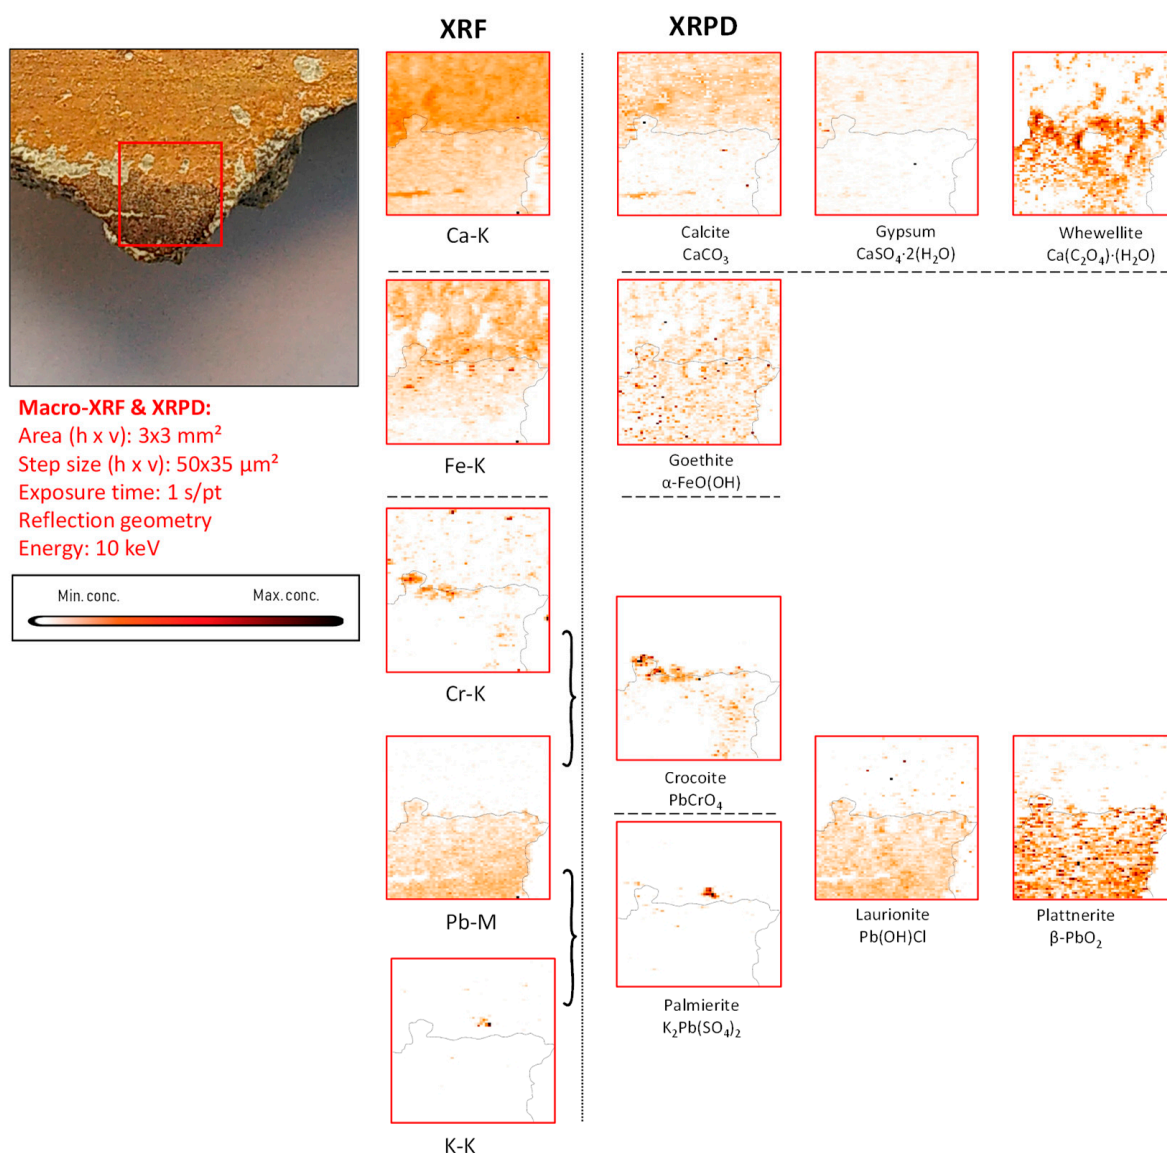 XRF
XRPD
Ca-K
Calcite
CaCO₃
Gypsum
CaSO₄·2(H₂O)
Whewellite
Ca(C₂O₄)·(H₂O)
Macro-XRF & XRPD:
Area (h x v): 3x3 mm²
Step size (h x v): 50x35 µm²
Exposure time: 1 s/pt
Reflection geometry
Energy: 10 keV
Min. conc.
Max. conc.
Fe-K
Goethite
α-FeO(OH)
Cr-K
Crocoite
PbCrO₄
Pb-M
Laurionite
Pb(OH)Cl
Plattnerite
β-PbO₂
Palmierite
K₂Pb(SO₄)₂
K-K